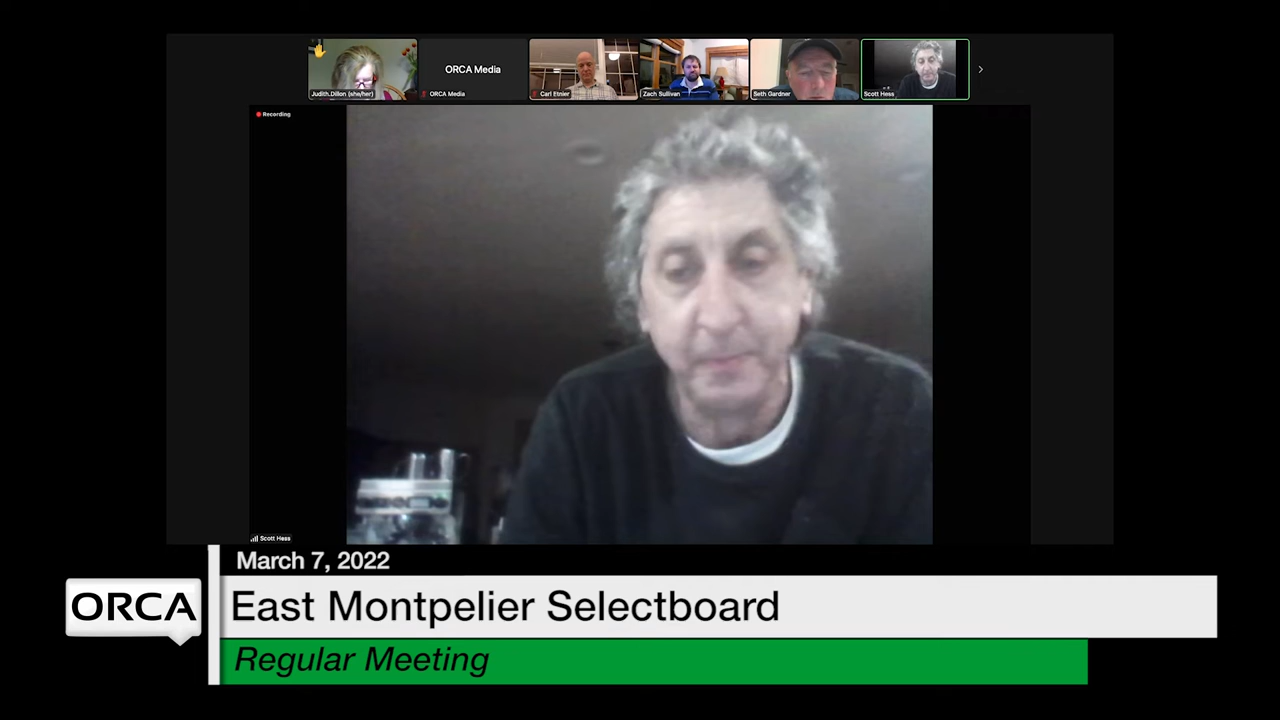 ORCA Media
Judith.Dillon (she/her)
ORCA Media
Carl Etnier
Zach Sullivan
Seth Gardner
Scott Hess
Recording
Scott Hess
March 7, 2022
ORCA
East Montpelier Selectboard
Regular Meeting